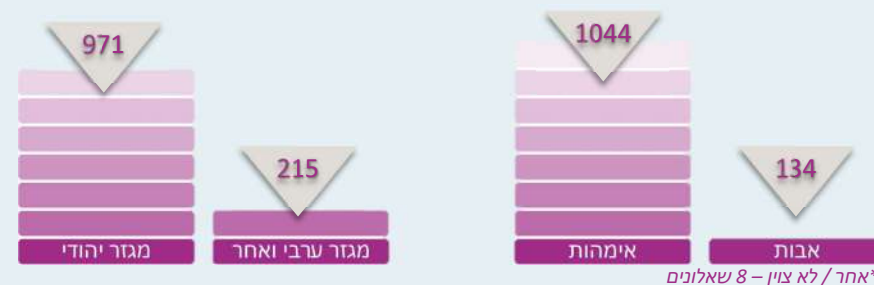 1044
134
אימהות
אבות
*אחר / לא צוין – 8 שאלונים
971
215
מגזר יהודי
מגזר ערבי ואחר